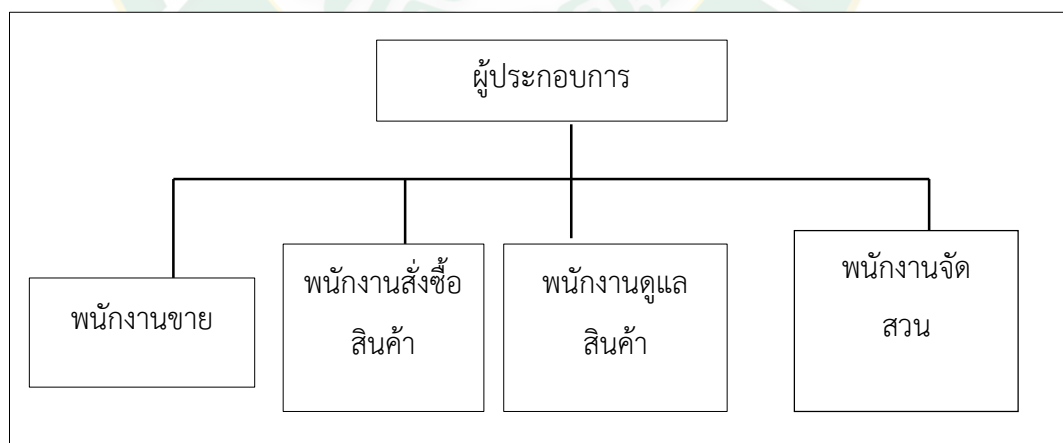 ผู้ประกอบการ
พนักงานขาย
พนักงานสั่งซื้อ
สินค้า
พนักงานดูแล
สินค้า
พนักงานจัด
สวน